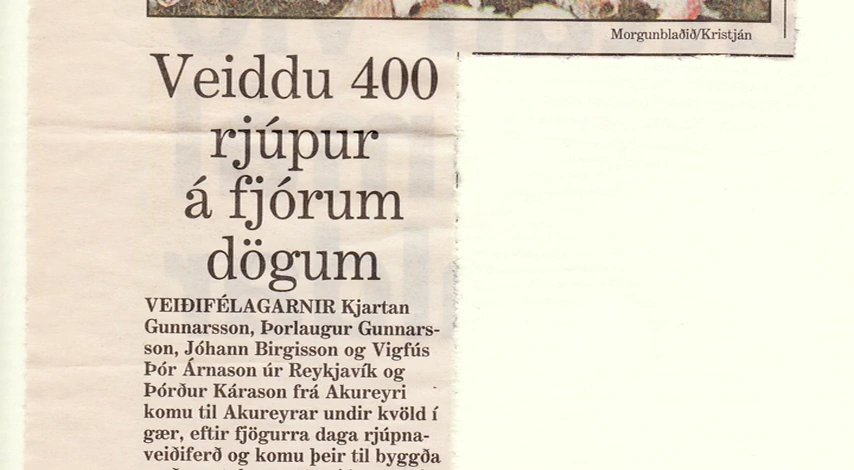 Morgunblaðið/Kristján
Veiddu 400
rjúpur
á fjórum
dögum
VEIÐIFÉLAGARNIR Kjartan
Gunnarsson, Þorlaugur Gunnars-
son, Jóhann Birgisson og Vigfús
Þór Árnason úr Reykjavík og
Þórður Kárason frá Akureyri
komu til Akureyrar undir kvöld í
gær, eftir fjögurra daga rjúpna-
veiðiferð og komu þeir til byggða